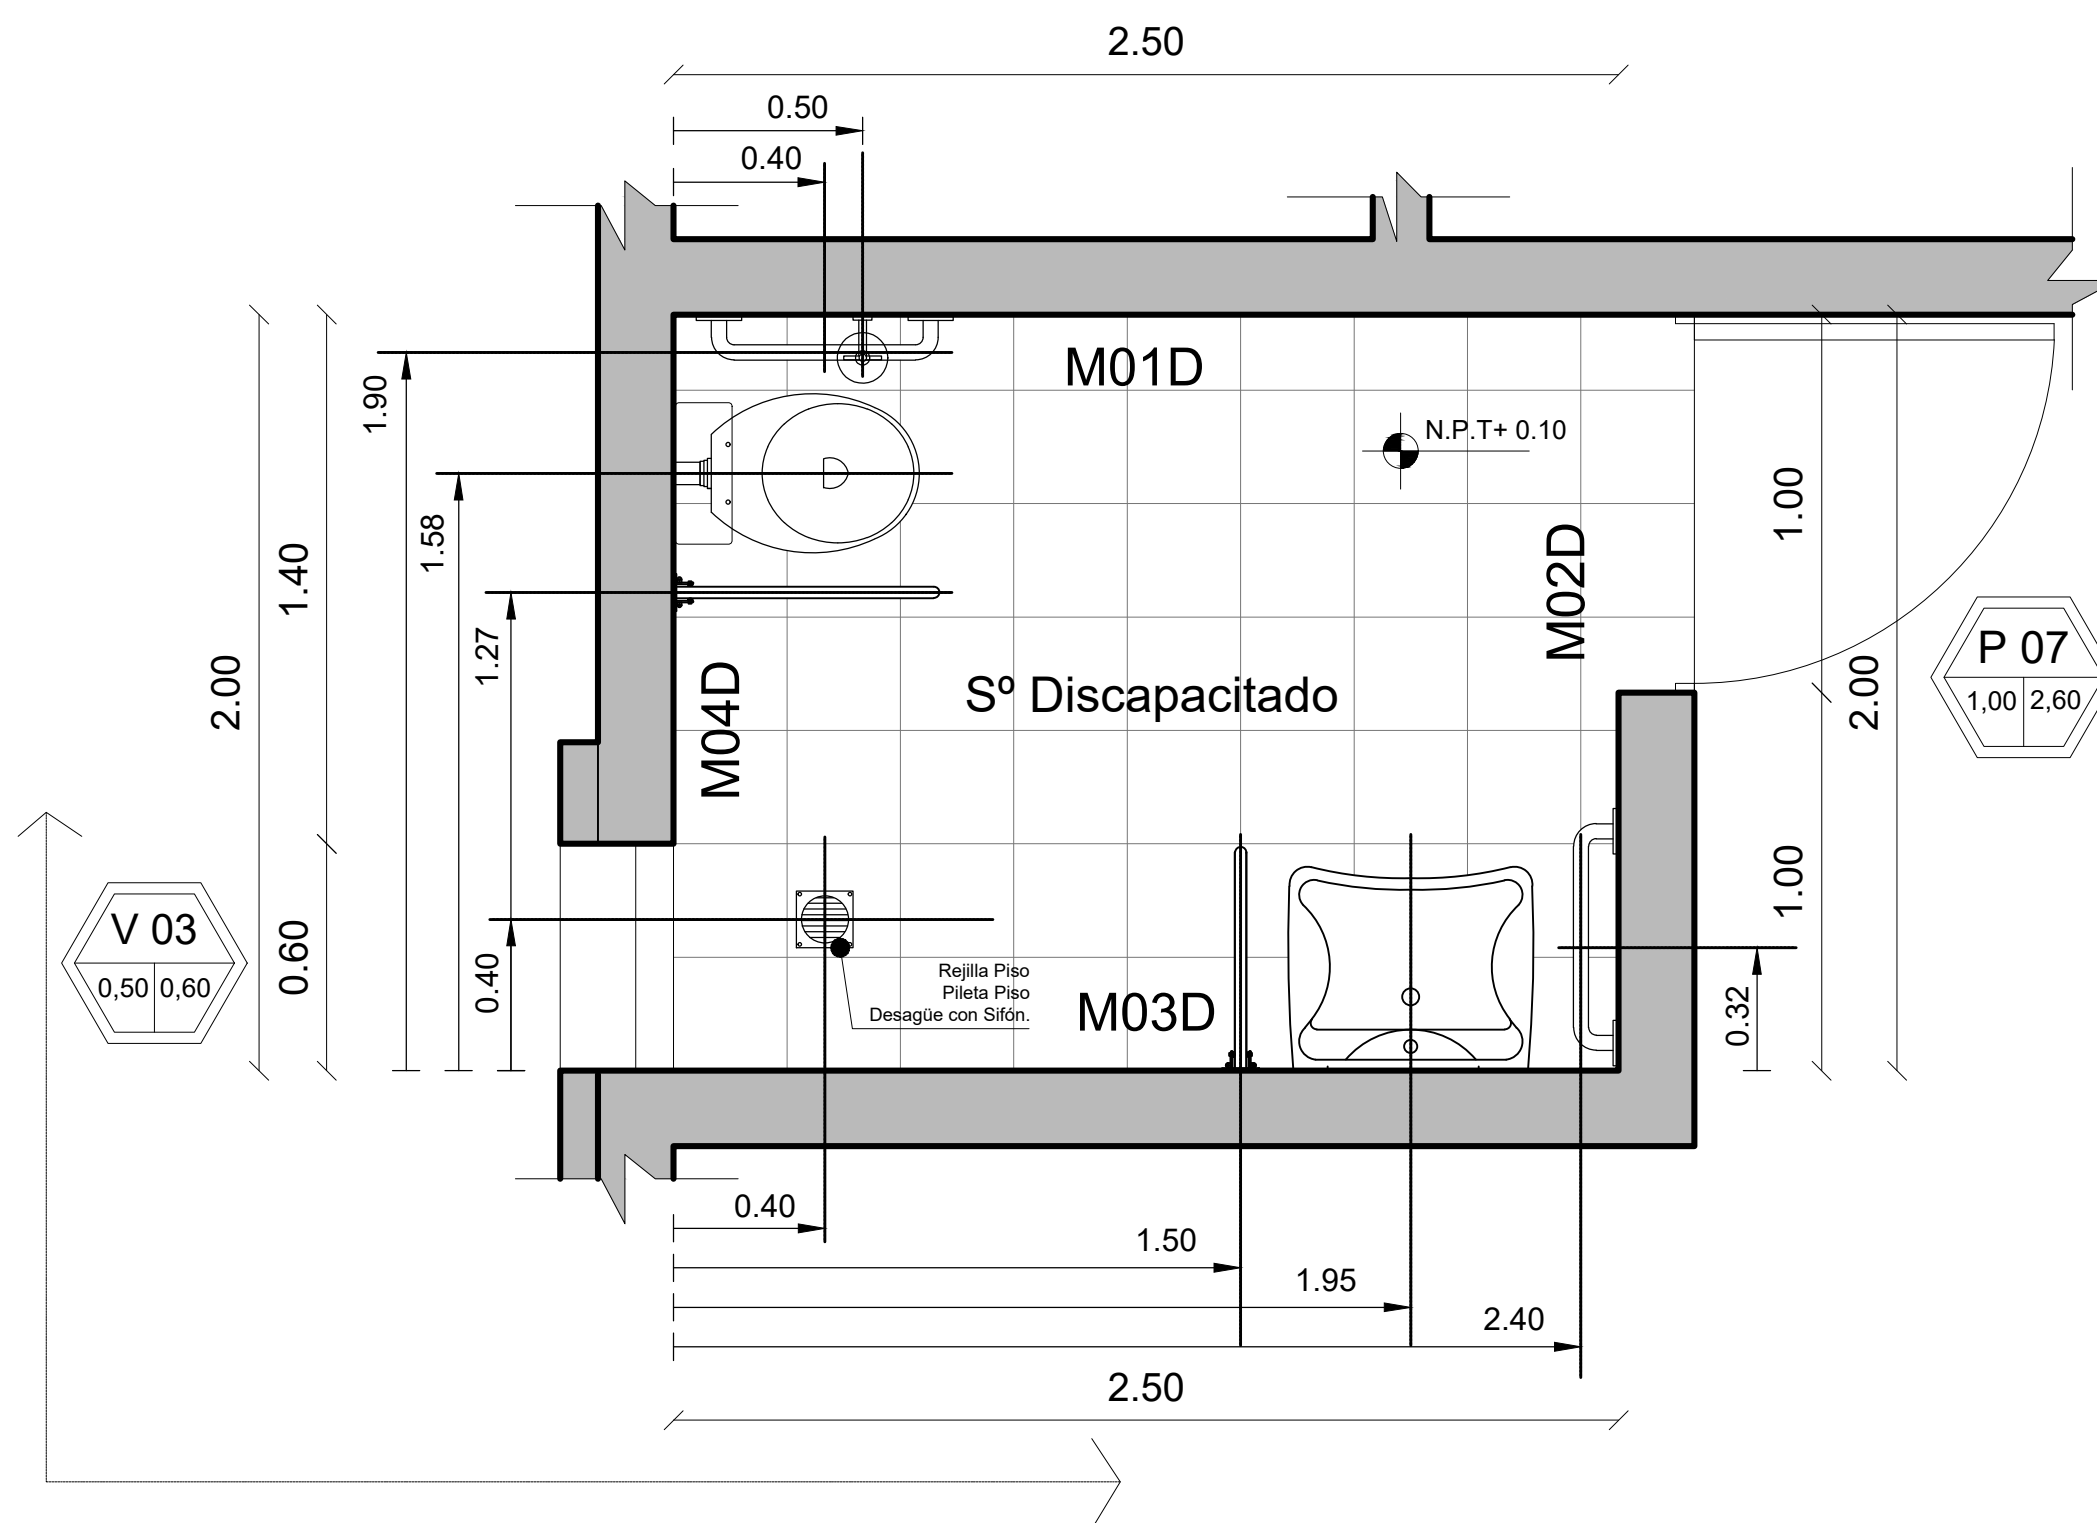 2.50
0.50
0.40
M01D
1.90
N.P.T+ 0.10
1.58
1.40
1.00
M02D
1.27
2.00
Sº Discapacitado
M04D
2.00
P 07
1,00 2,60
V 03
0,50 0,60
0.60
0.40
Rejilla Piso
Pileta Piso
Desagüe con Sifón.
M03D
1.00
0.32
0.40
1.50
1.95
2.40
2.50